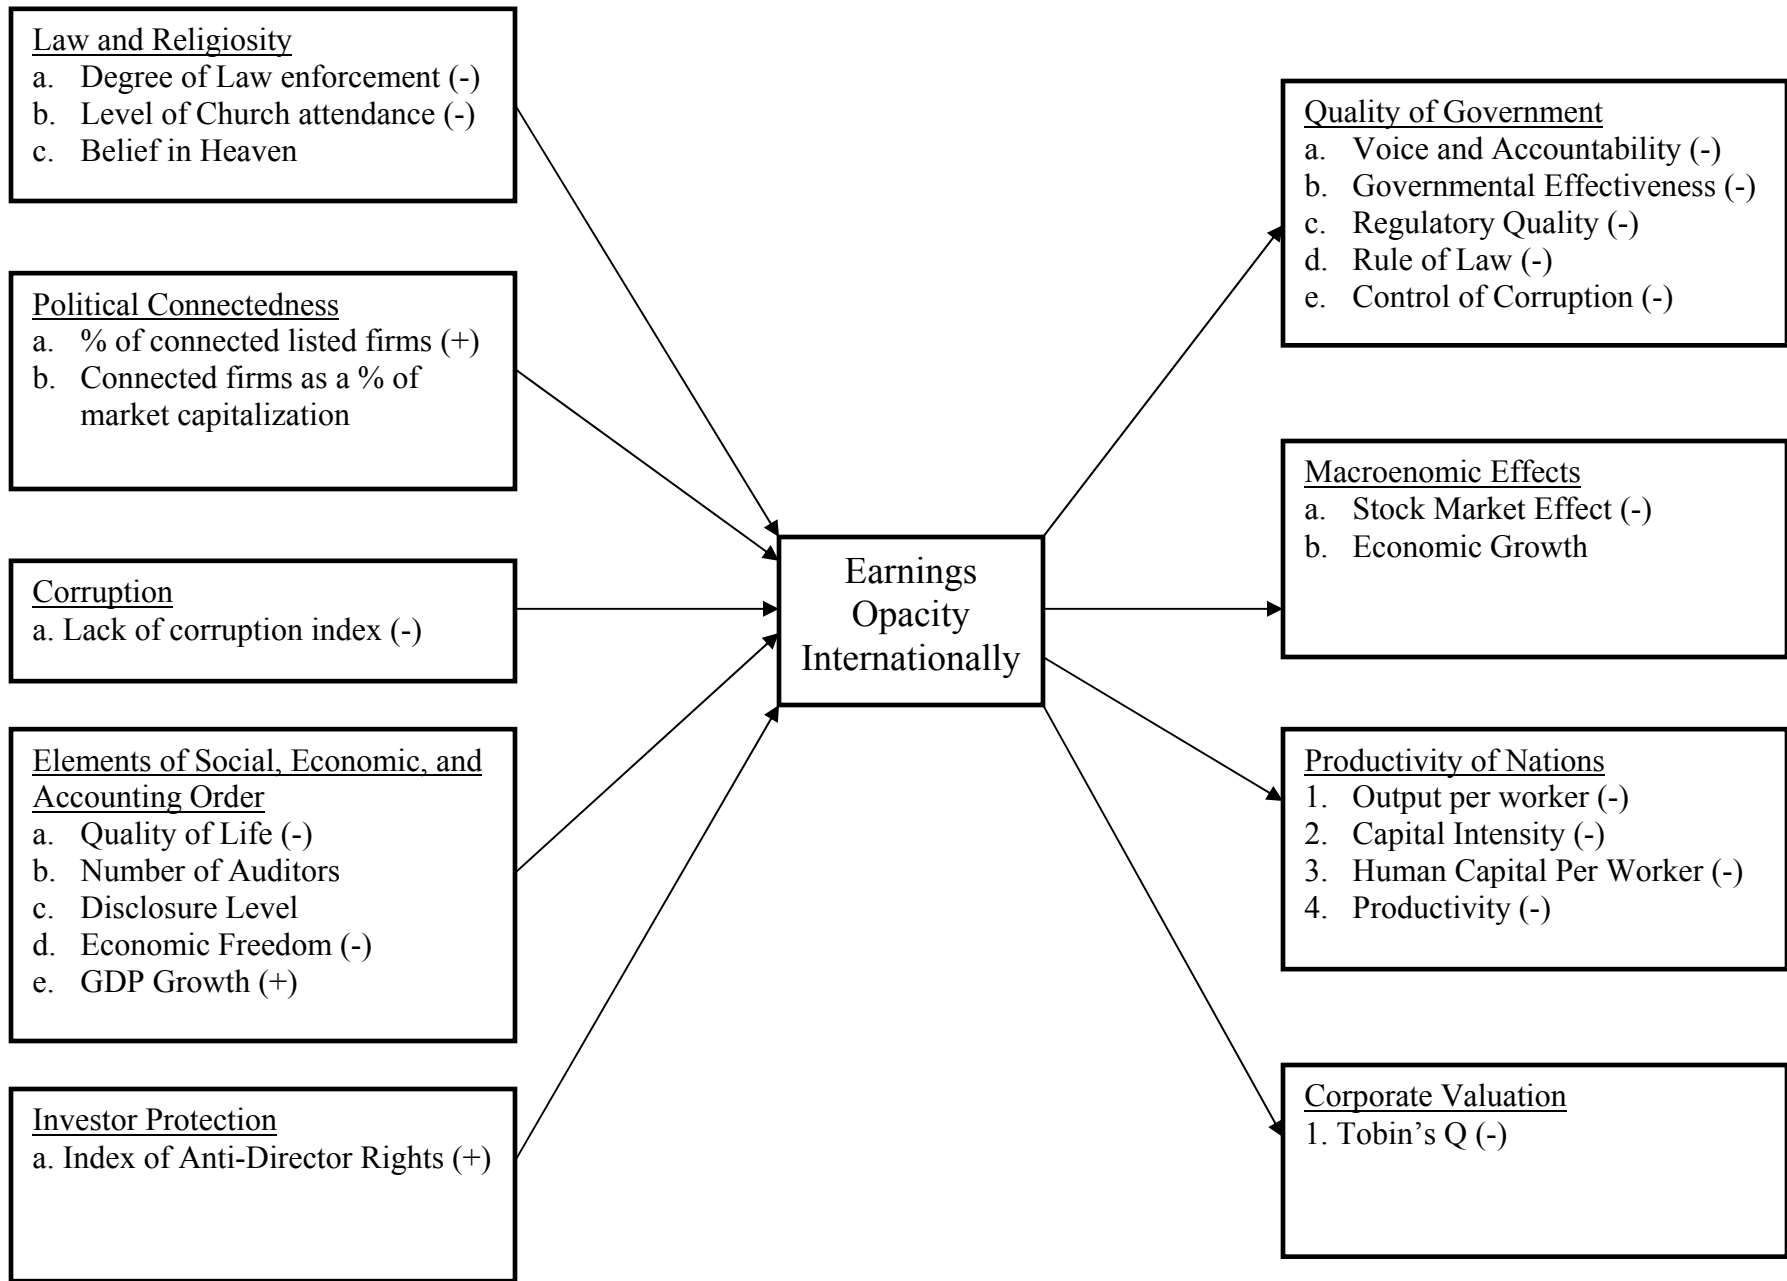 Law and Religiosity
a. Degree of Law enforcement (-)
b. Level of Church attendance (-)
c. Belief in Heaven
Political Connectedness
a. % of connected listed firms (+)
b. Connected firms as a % of
market capitalization
Corruption
a. Lack of corruption index (-)
Elements of Social, Economic, and
Accounting Order
a. Quality of Life (-)
b. Number of Auditors
c. Disclosure Level
d. Economic Freedom (-)
e. GDP Growth (+)
Investor Protection
a. Index of Anti-Director Rights (+)
Earnings
Opacity
Internationally
Quality of Government
a. Voice and Accountability (-)
b. Governmental Effectiveness (-)
c. Regulatory Quality (-)
d. Rule of Law (-)
e. Control of Corruption (-)
Macroenomic Effects
a. Stock Market Effect (-)
b. Economic Growth
Productivity of Nations
1. Output per worker (-)
2. Capital Intensity (-)
3. Human Capital Per Worker (-)
4. Productivity (-)
Corporate Valuation
1. Tobin’s Q (-)